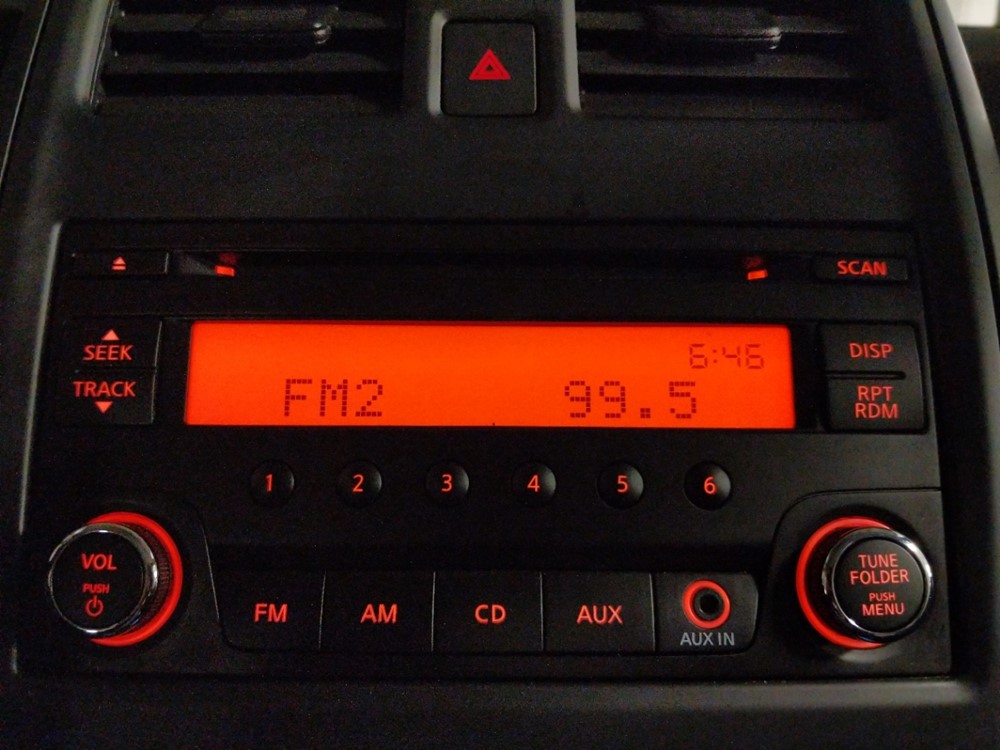 SCAN
SEEK
TRACK
6:46
FM2 99.5
DISP
RPT
RDM
1 2 3 4 5 6
VOL
PUSH
FM AM CD AUX
AUX IN
TUNE
FOLDER
PUSH
MENU